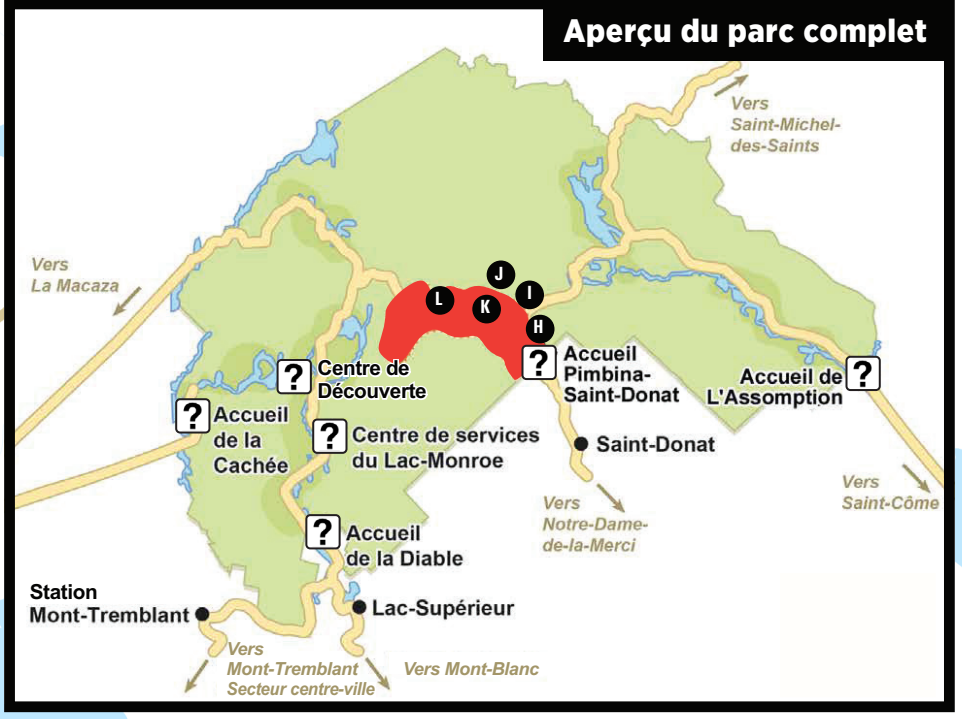 Aperçu du parc complet
Vers
Saint-Michel-
des-Saints
Vers
La Macaza
J
I
L
K
H
?
Accueil
Pimbina-
Saint-Donat
?
Centre de
Découverte
?
Accueil de
L'Assomption
?
Accueil
de la
Cachée
?
Centre de services
du Lac-Monroe
Saint-Donat
Vers
Saint-Côme
Vers
Notre-Dame-
de-la-Merci
?
Accueil
de la Diable
Station
Mont-Tremblant
Lac-Supérieur
Vers
Mont-Tremblant
Secteur centre-ville
Vers Mont-Blanc